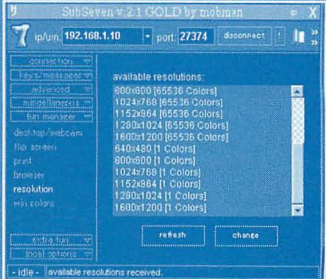 SubSeven v.2.1 GOLD by mobman
ip/uin: 192.168.1.10 port: 27374 disconnect !
connection
keys/messages
advanced
miscellaneous
fun manager
desktop/webcam
flip screen
print
browser
resolution
win colors
extra fun
local options
available resolutions:
800x600 [65536 Colors]
1024x768 [65536 Colors]
1152x864 [65536 Colors]
1280x1024 [65536 Colors]
1600x1200 [65536 Colors]
640x480 [1 Colors]
800x600 [1 Colors]
1024x768 [1 Colors]
1152x864 [1 Colors]
1280x1024 [1 Colors]
1600x1200 [1 Colors]
refresh change
- idle - available resolutions received.